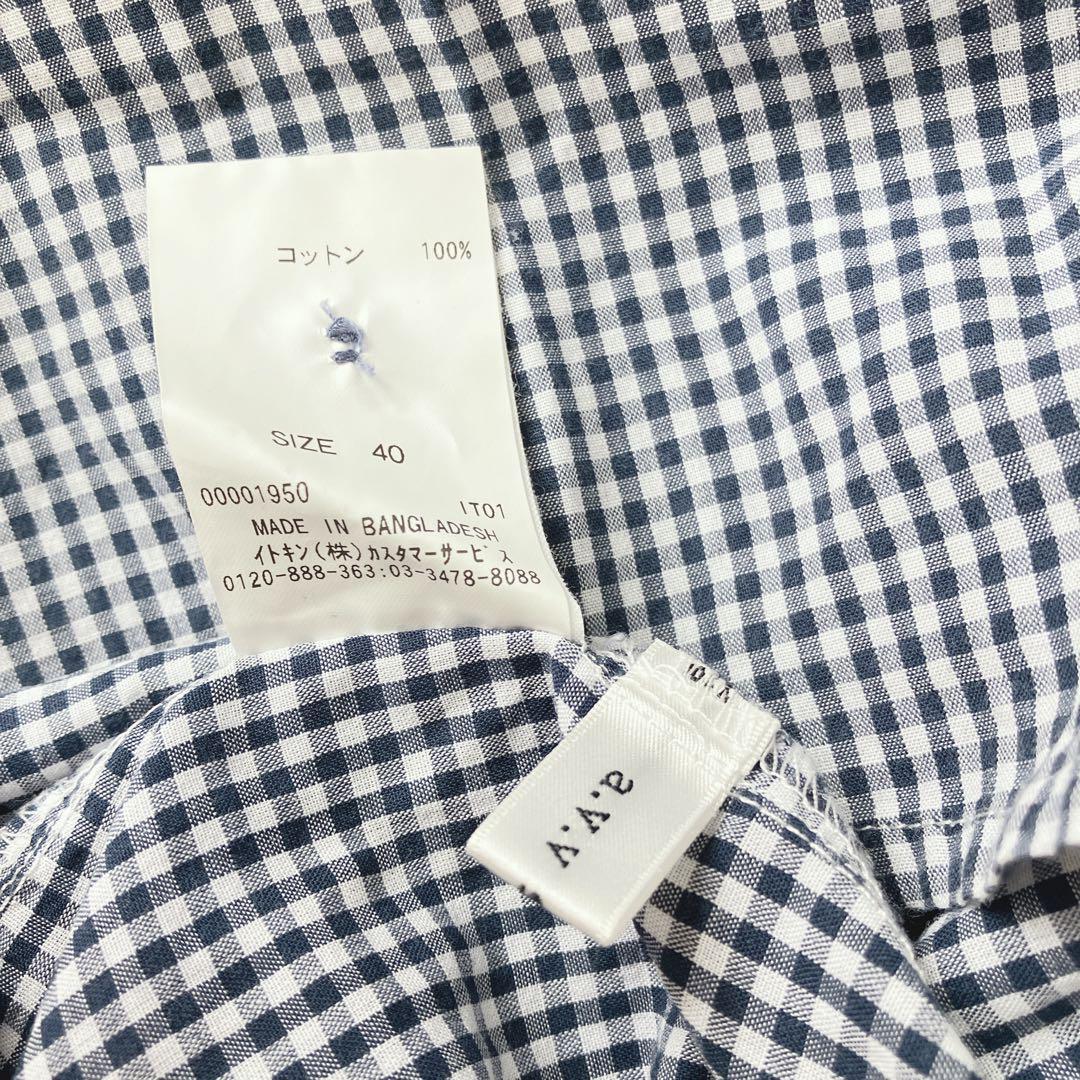 コットン 100%
SIZE 40
00001950 IT01
MADE IN BANGLADESH
イトキン(株)カスタマーサービス
0120-888-363:03-3478-8088
a.v.v